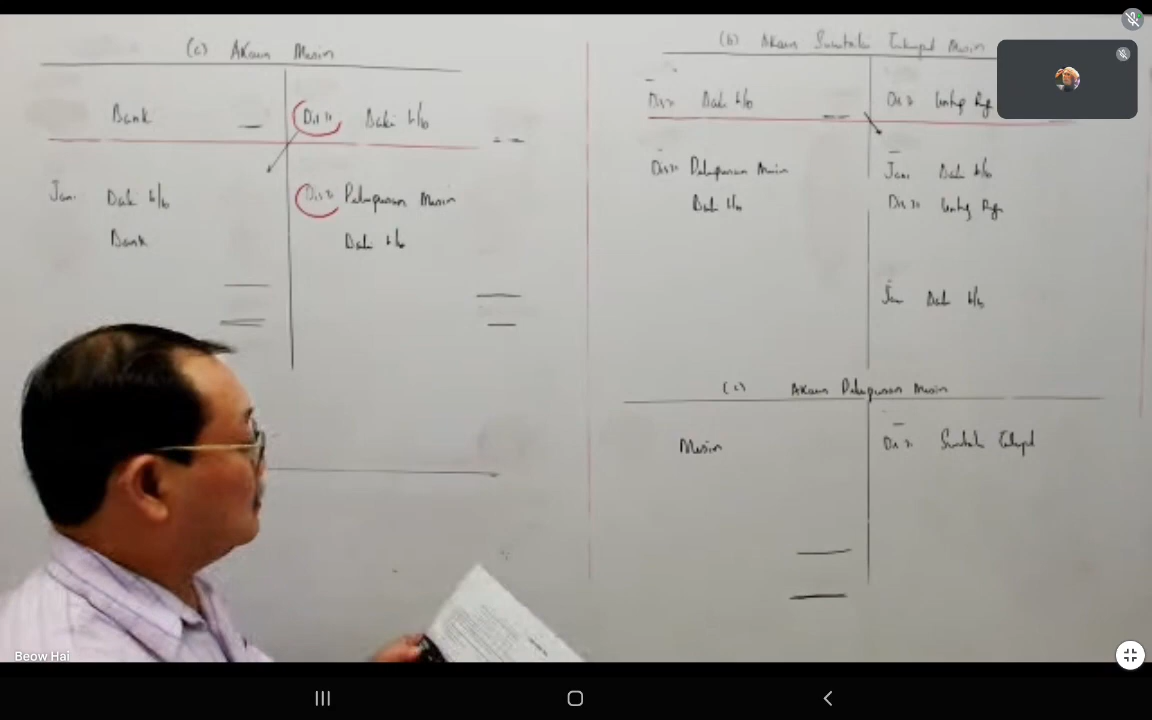 (a) Akaun Mesin
Bank Dis 31 Baki h/b
Jan. Baki b/b Dis 31 Pelupusan Mesin
Bank Baki h/b
(b) Akaun Susutnilai Terkumpul Mesin
Dis 31 Baki h/b Dis 31 Untung Rugi
Dis 31 Pelupusan Mesin Jan. Baki b/b
Baki h/b Dis 31 Untung Rugi
Jan Baki b/b
(c) Akaun Pelupusan Mesin
Mesin Dis 31 Susutnilai Terkumpul
Beow Hai